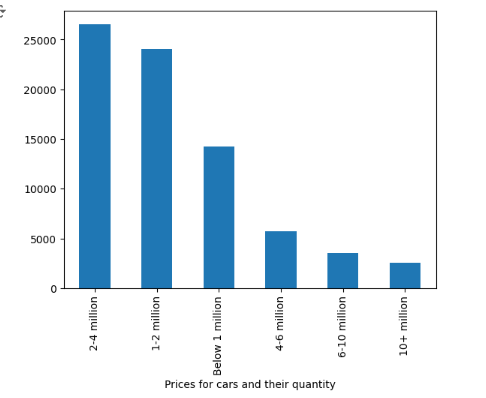 25000
20000
15000
10000
5000
0
2-4 million
1-2 million
Below 1 million
4-6 million
6-10 million
10+ million
Prices for cars and their quantity